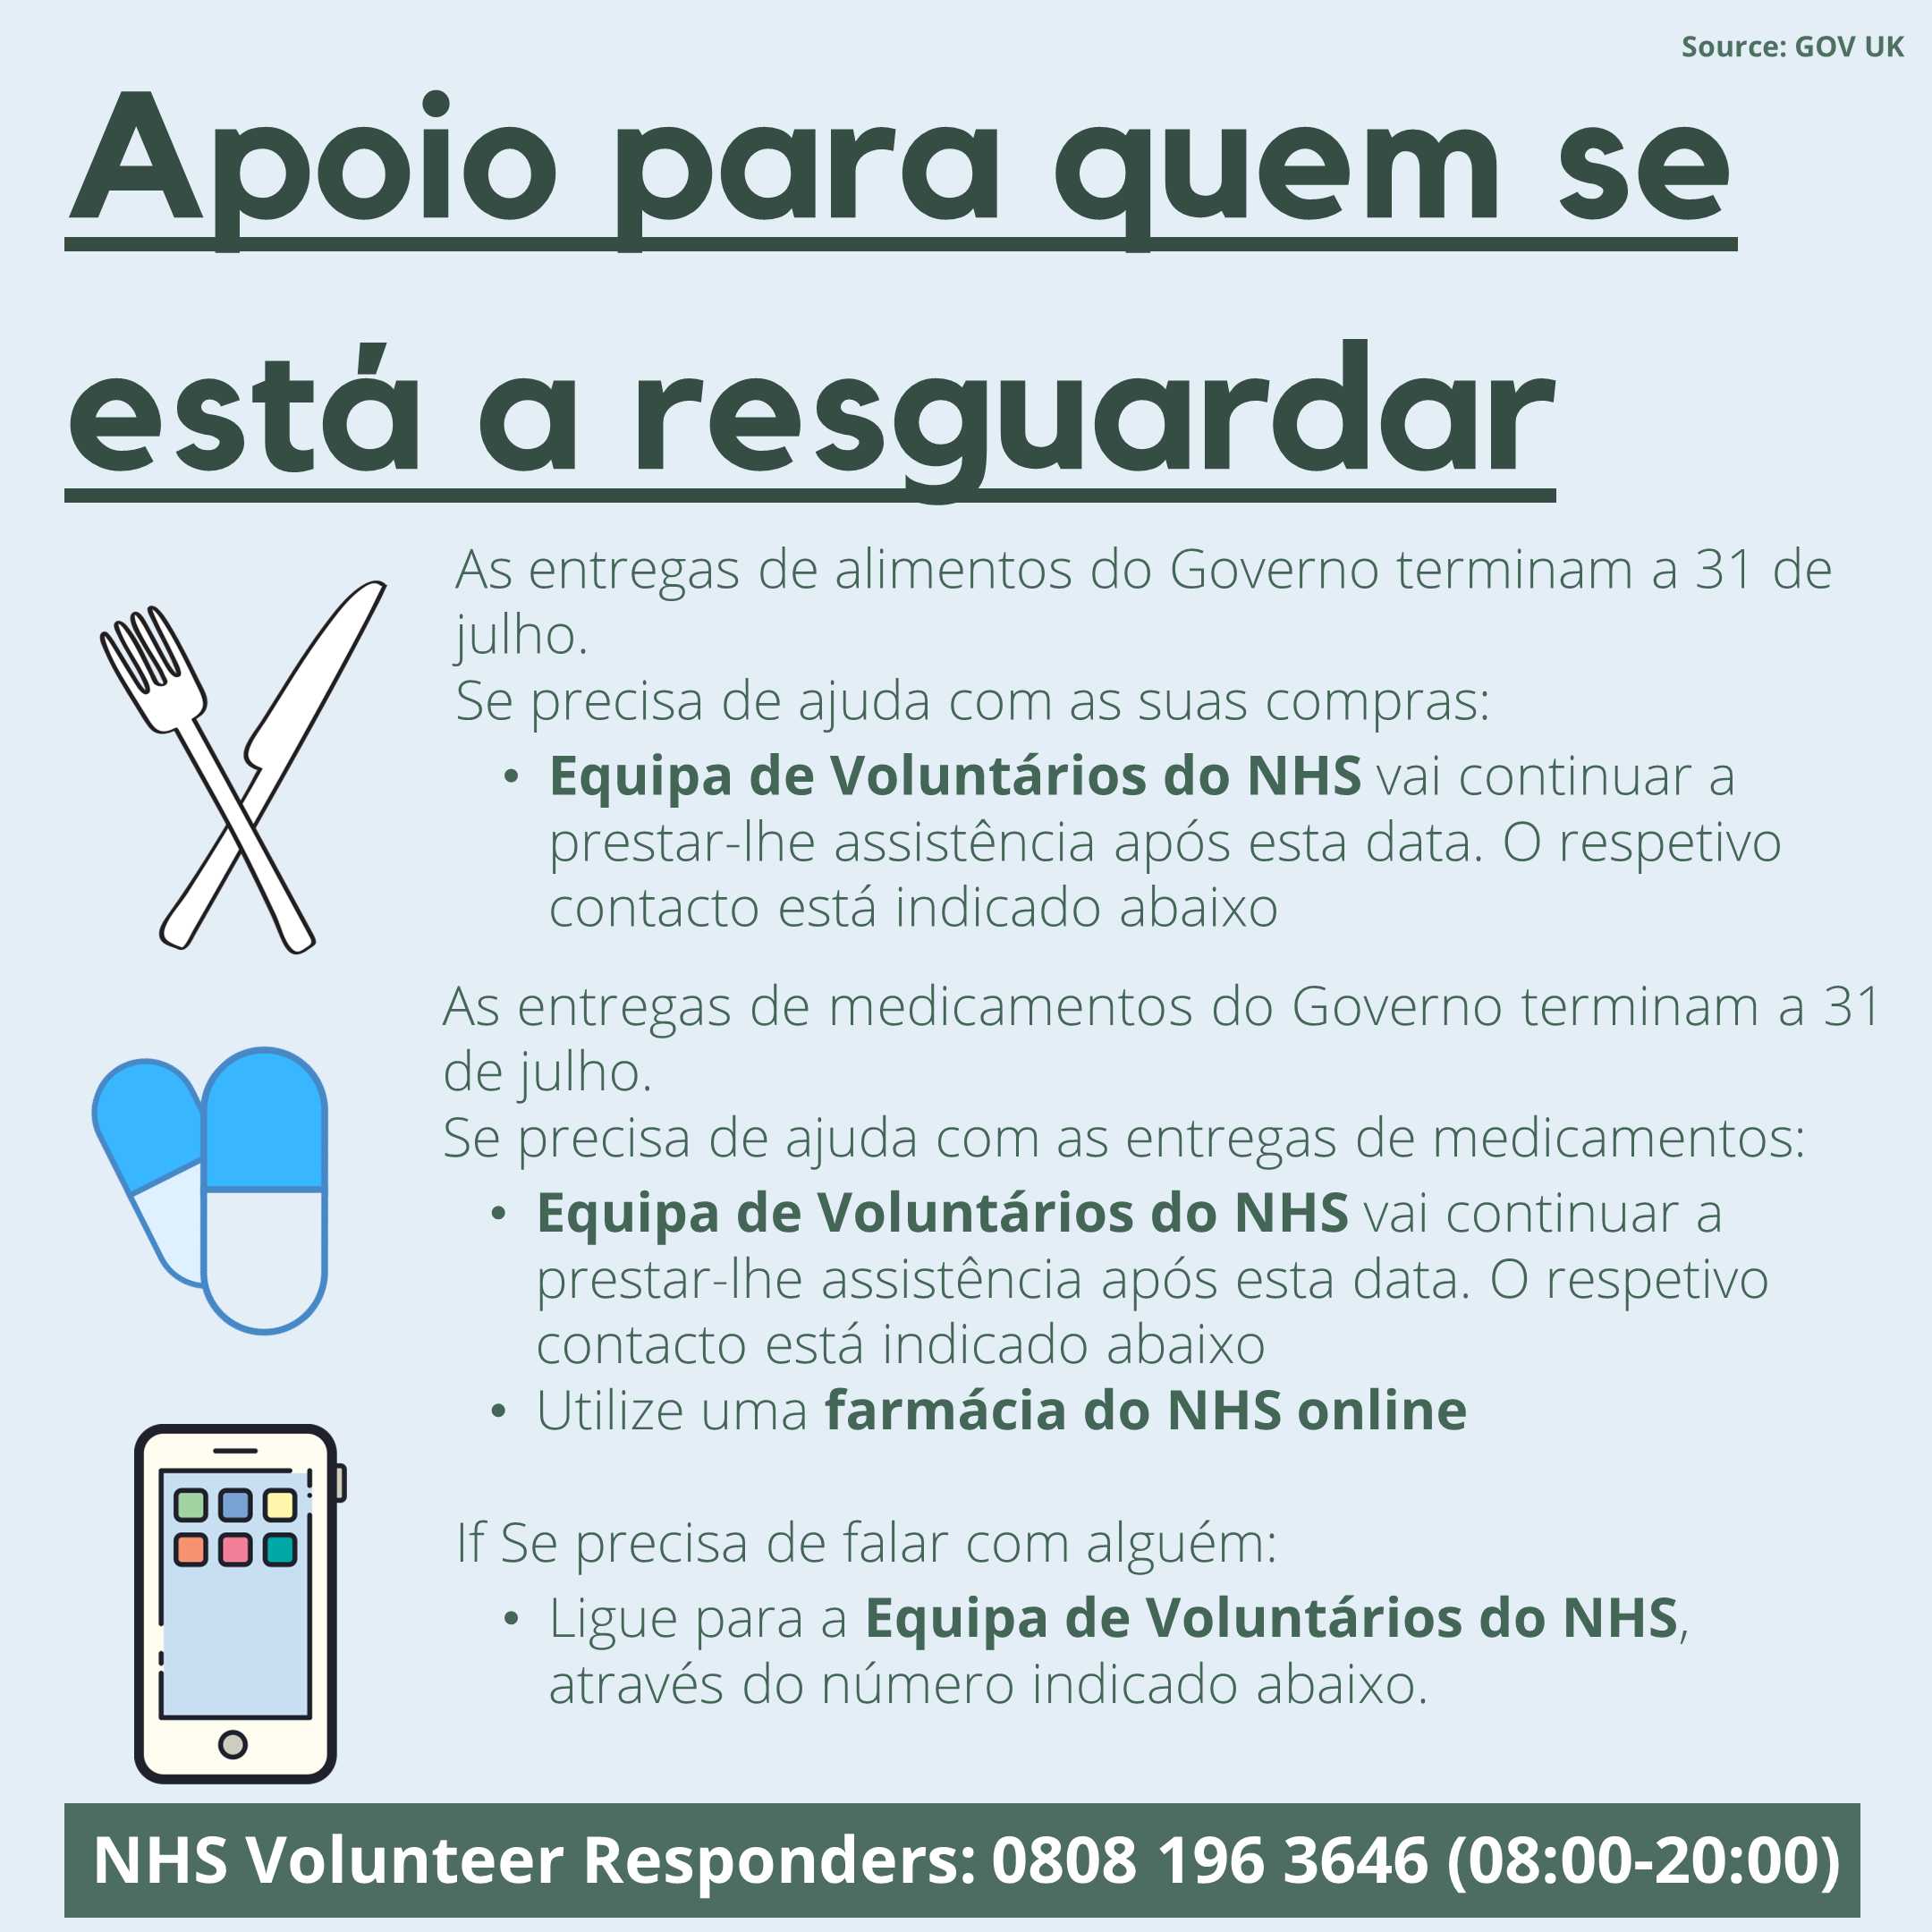 Source: GOV UK
Apoio para quem se
está a resguardar
As entregas de alimentos do Governo terminam a 31 de
julho.
Se precisa de ajuda com as suas compras:
• Equipa de Voluntários do NHS vai continuar a
prestar-lhe assistência após esta data. O respetivo
contacto está indicado abaixo
As entregas de medicamentos do Governo terminam a 31
de julho.
Se precisa de ajuda com as entregas de medicamentos:
• Equipa de Voluntários do NHS vai continuar a
prestar-lhe assistência após esta data. O respetivo
contacto está indicado abaixo
• Utilize uma farmácia do NHS online
If Se precisa de falar com alguém:
• Ligue para a Equipa de Voluntários do NHS,
através do número indicado abaixo.
NHS Volunteer Responders: 0808 196 3646 (08:00-20:00)